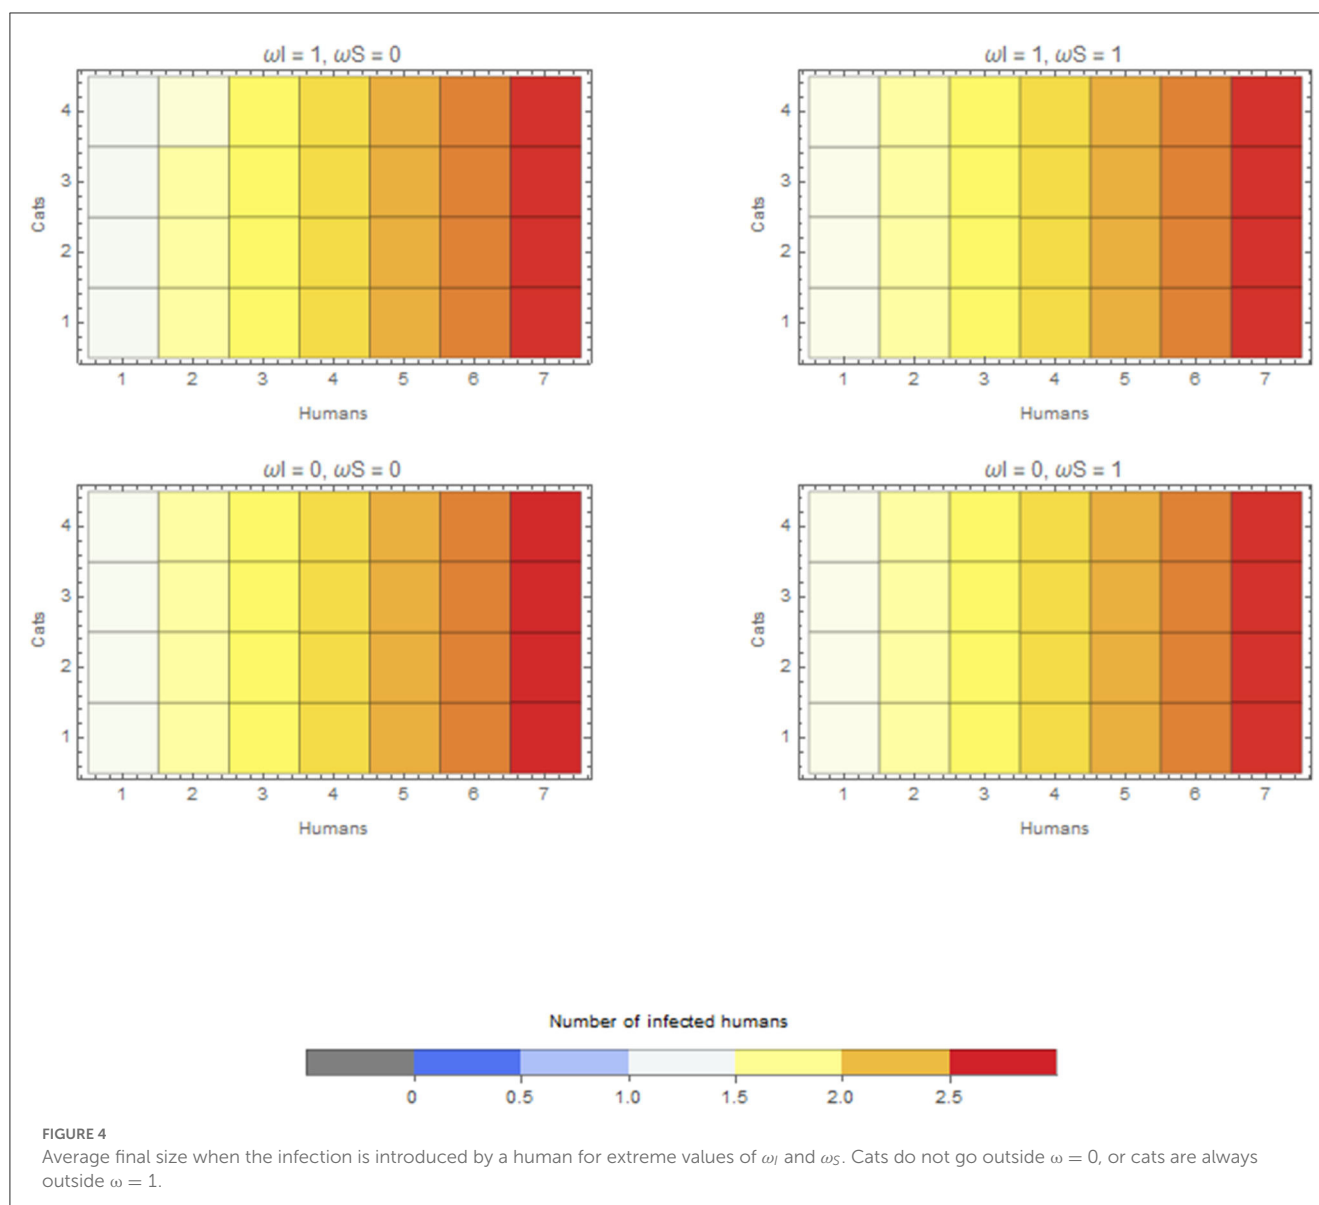 ωI = 1, ωS = 0
4
3
2
1
Cats
1 2 3 4 5 6 7
Humans
ωI = 1, ωS = 1
4
3
2
1
Cats
1 2 3 4 5 6 7
Humans
ωI = 0, ωS = 0
4
3
2
1
Cats
1 2 3 4 5 6 7
Humans
ωI = 0, ωS = 1
4
3
2
1
Cats
1 2 3 4 5 6 7
Humans
Number of infected humans
0 0.5 1.0 1.5 2.0 2.5
FIGURE 4
Average final size when the infection is introduced by a human for extreme values of ωI and ωS. Cats do not go outside ω = 0, or cats are always
outside ω = 1.